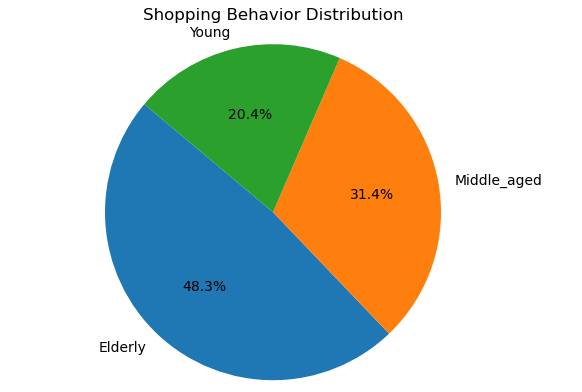 Shopping Behavior Distribution
Young
20.4%
Middle_aged
31.4%
48.3%
Elderly